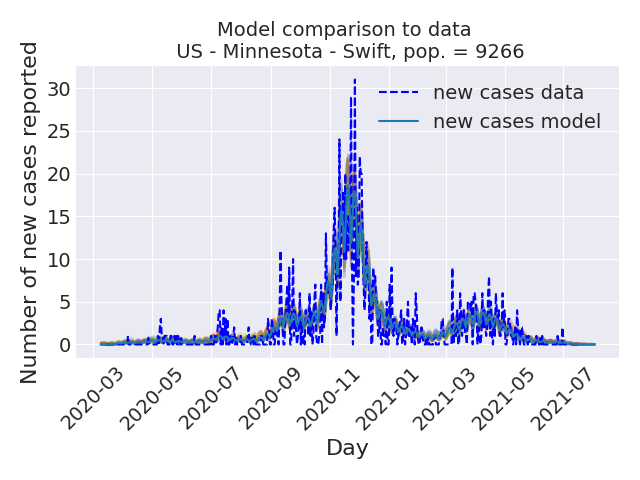 Model comparison to data
US - Minnesota - Swift, pop. = 9266
new cases data
new cases model
Number of new cases reported
30
25
20
15
10
5
0
2020-03
2020-05
2020-07
2020-09
2020-11
2021-01
2021-03
2021-05
2021-07
Day